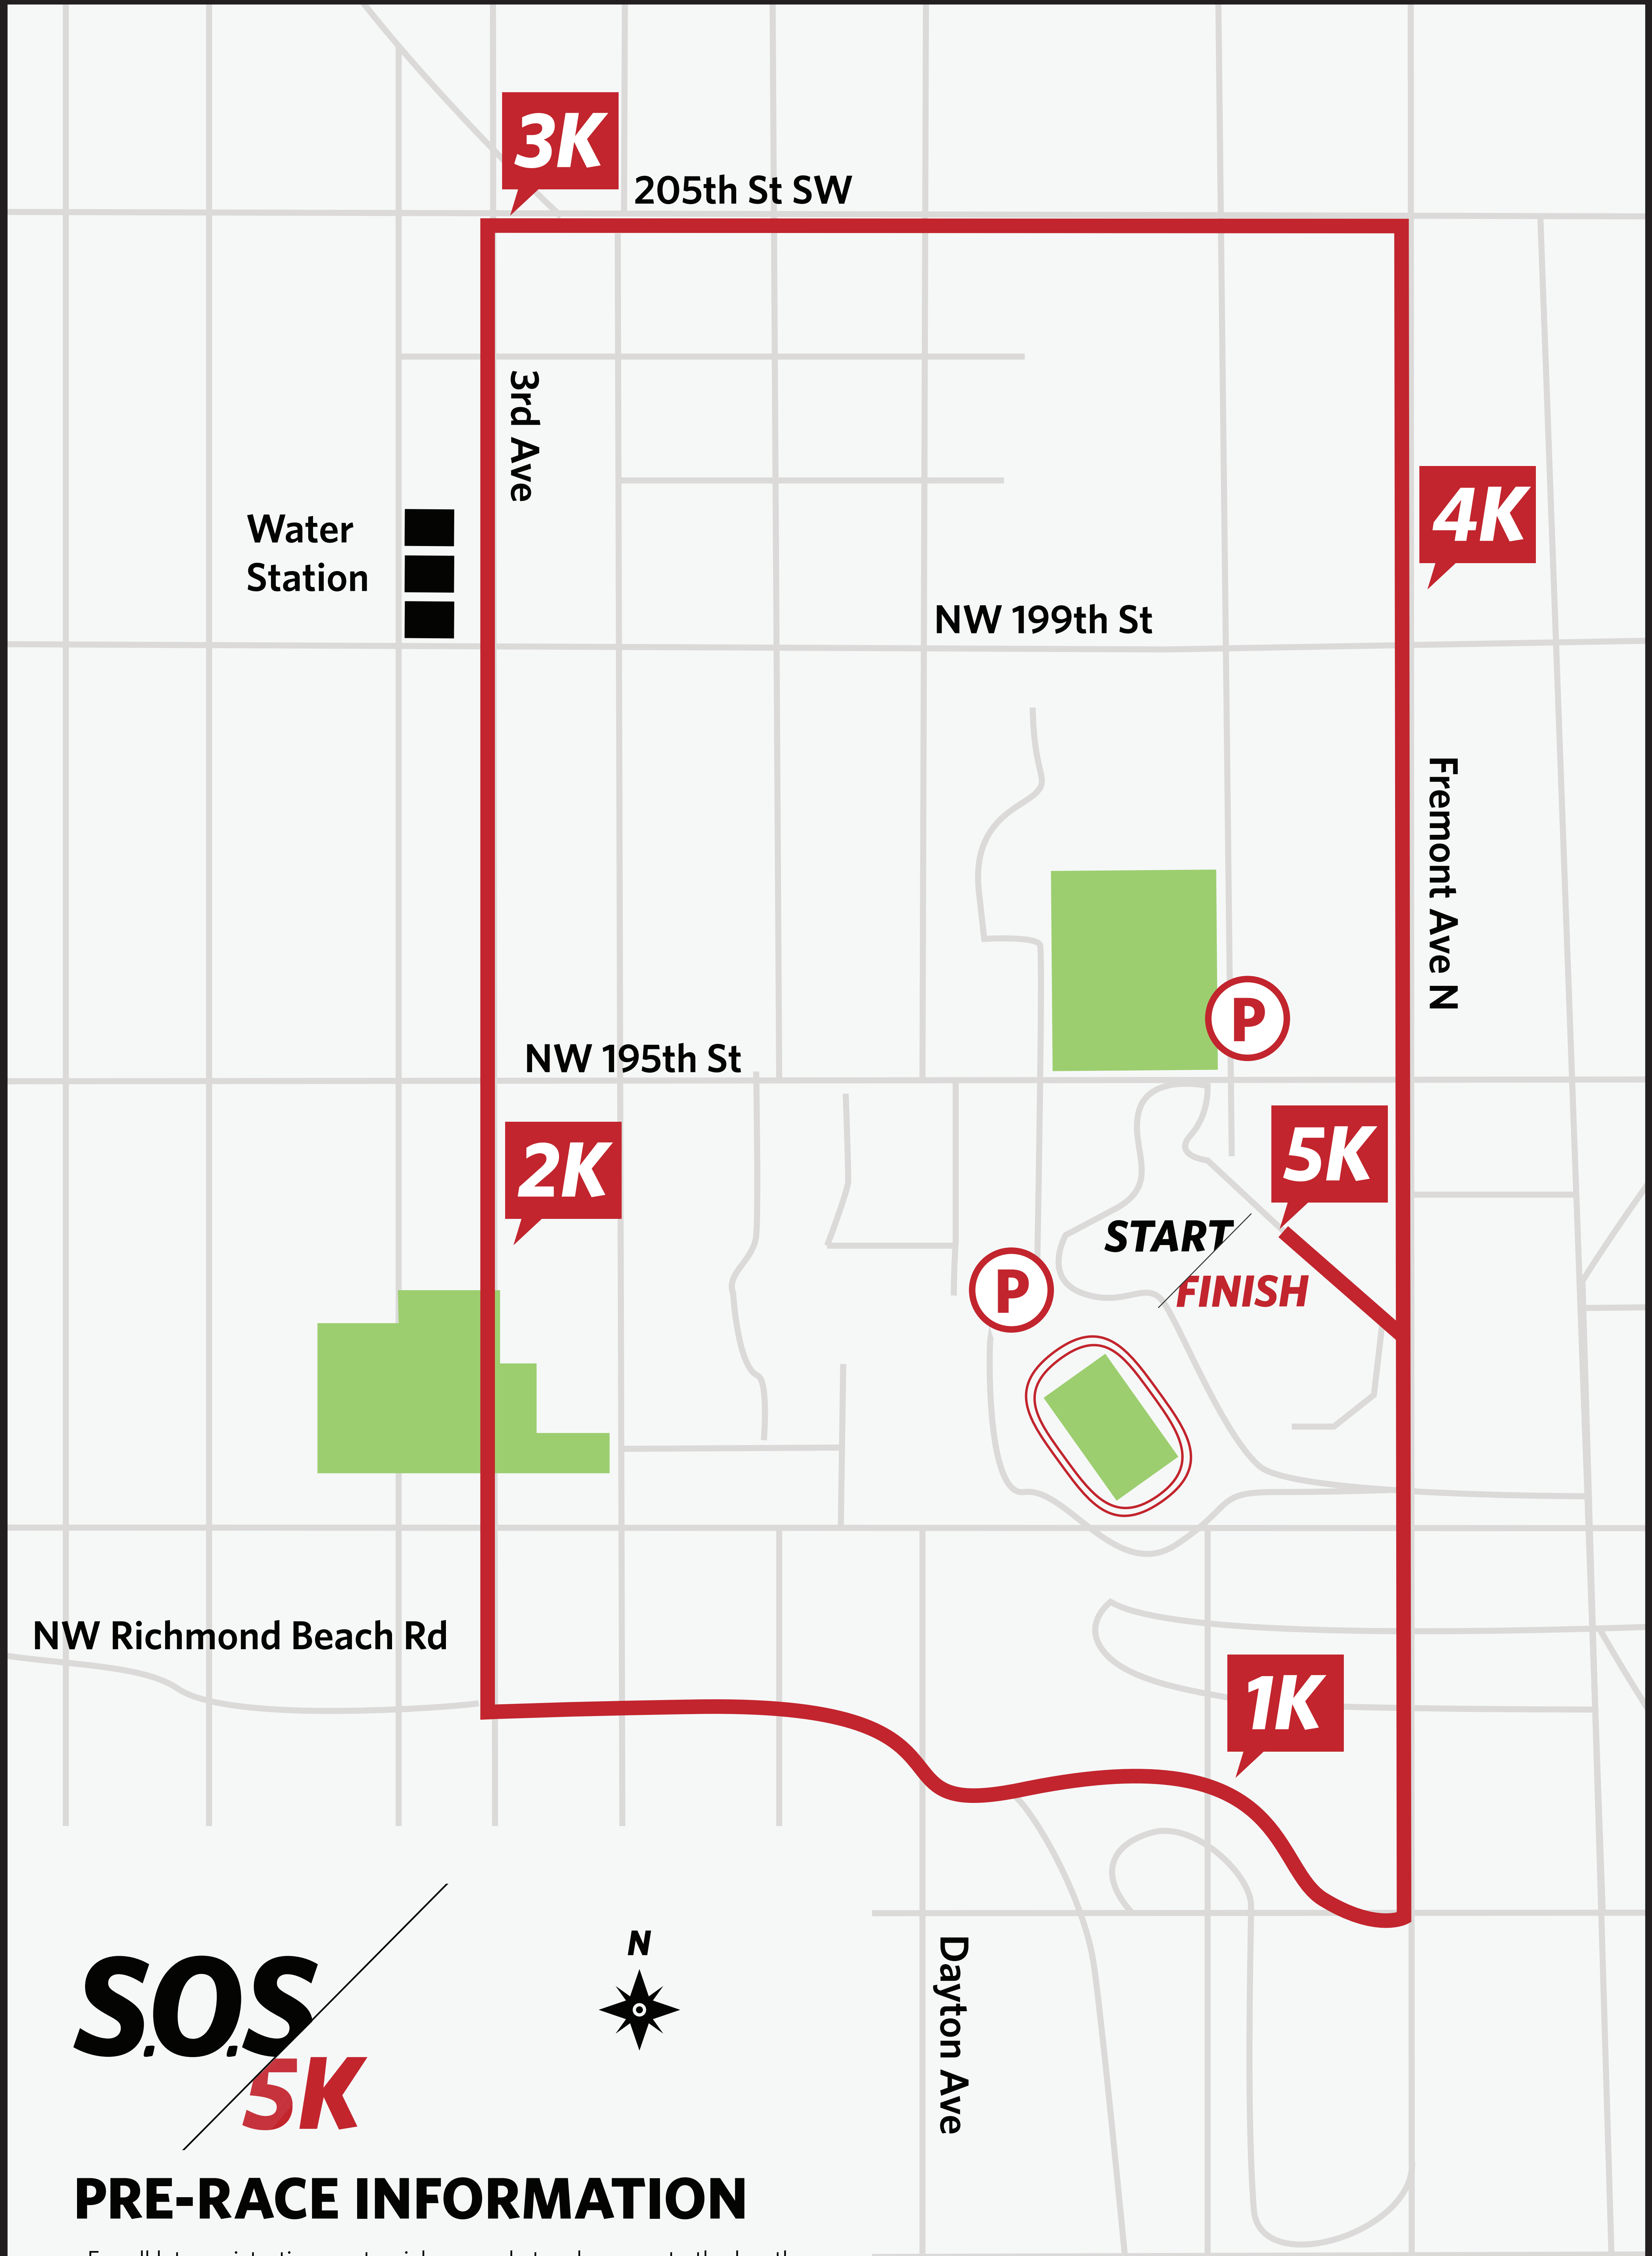 3K
205th St SW
3rd Ave
4K
Water
Station
NW 199th St
Fremont Ave N
P
NW 195th St
2K
5K
START
FINISH
P
NW Richmond Beach Rd
1K
S.O.S
5K
N
Dayton Ave
PRE-RACE INFORMATION